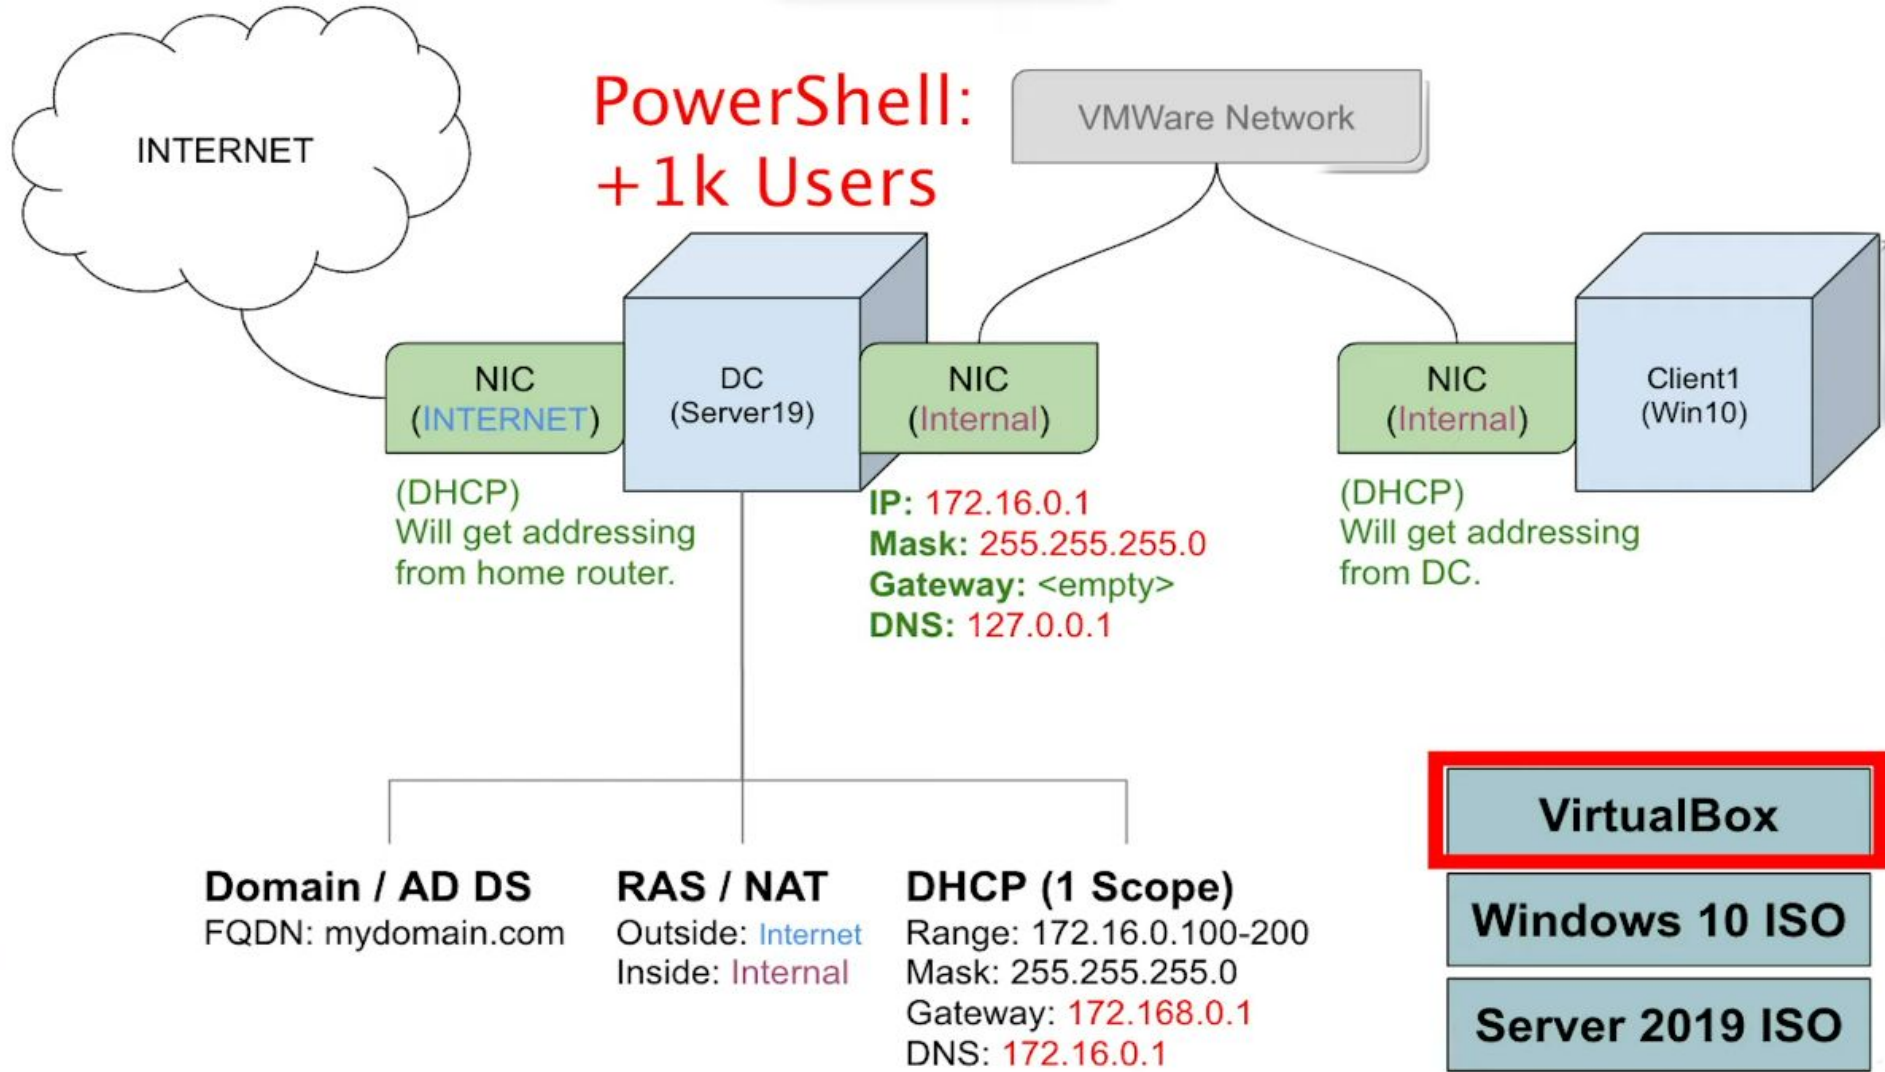 INTERNET
PowerShell:
+1k Users
VMWare Network
NIC
(INTERNET)
DC
(Server19)
NIC
(Internal)
NIC
(Internal)
Client1
(Win10)
(DHCP)
Will get addressing
from home router.
IP: 172.16.0.1
Mask: 255.255.255.0
Gateway: <empty>
DNS: 127.0.0.1
(DHCP)
Will get addressing
from DC.
Domain / AD DS
FQDN: mydomain.com
RAS / NAT
Outside: Internet
Inside: Internal
DHCP (1 Scope)
Range: 172.16.0.100-200
Mask: 255.255.255.0
Gateway: 172.168.0.1
DNS: 172.16.0.1
VirtualBox
Windows 10 ISO
Server 2019 ISO